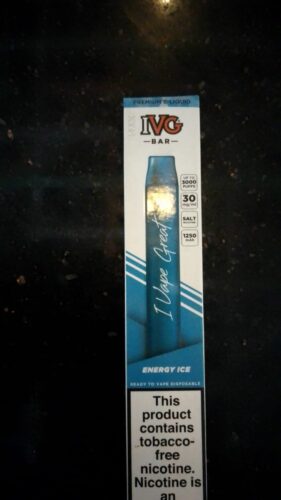 PREMIUM E-LIQUID
IVG
BAR
UP TO
3000
PUFFS
30
mg/ml
SALT
NICOTINE
1250
mAh
I Vape Great
ENERGY ICE
READY TO VAPE DISPOSABLE
This
product
contains
tobacco-
free
nicotine.
Nicotine is
an